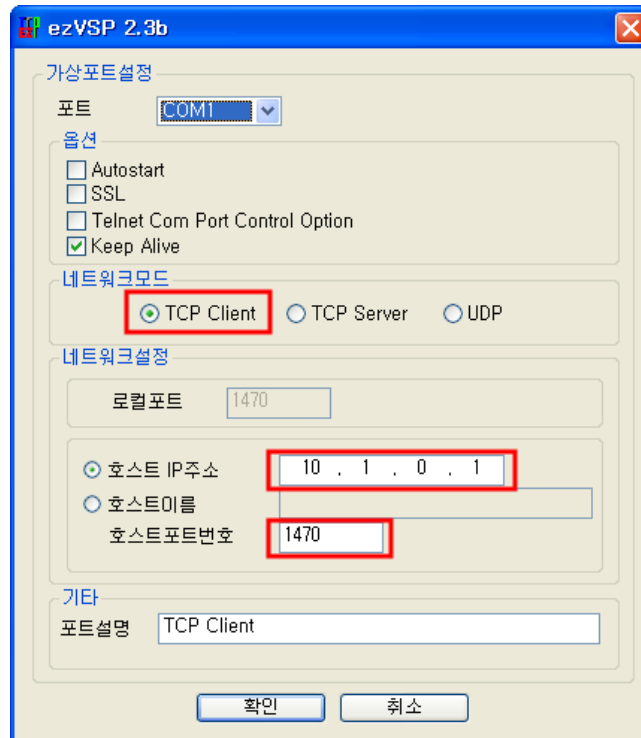 ezVSP 2.3b
가상포트설정
포트 COM1
옵션
Autostart
SSL
Telnet Com Port Control Option
Keep Alive
네트워크모드
TCP Client TCP Server UDP
네트워크설정
로컬포트 1470
호스트 IP주소 10 . 1 . 0 . 1
호스트이름
호스트포트번호 1470
기타
포트설명 TCP Client
확인 취소